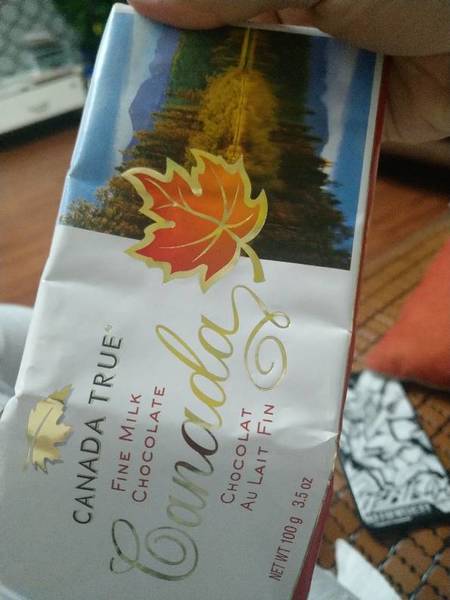 CANADA TRUE
FINE MILK
CHOCOLATE
Canada
CHOCOLAT
AU LAIT FIN
NET WT 100 g 3.5 oz